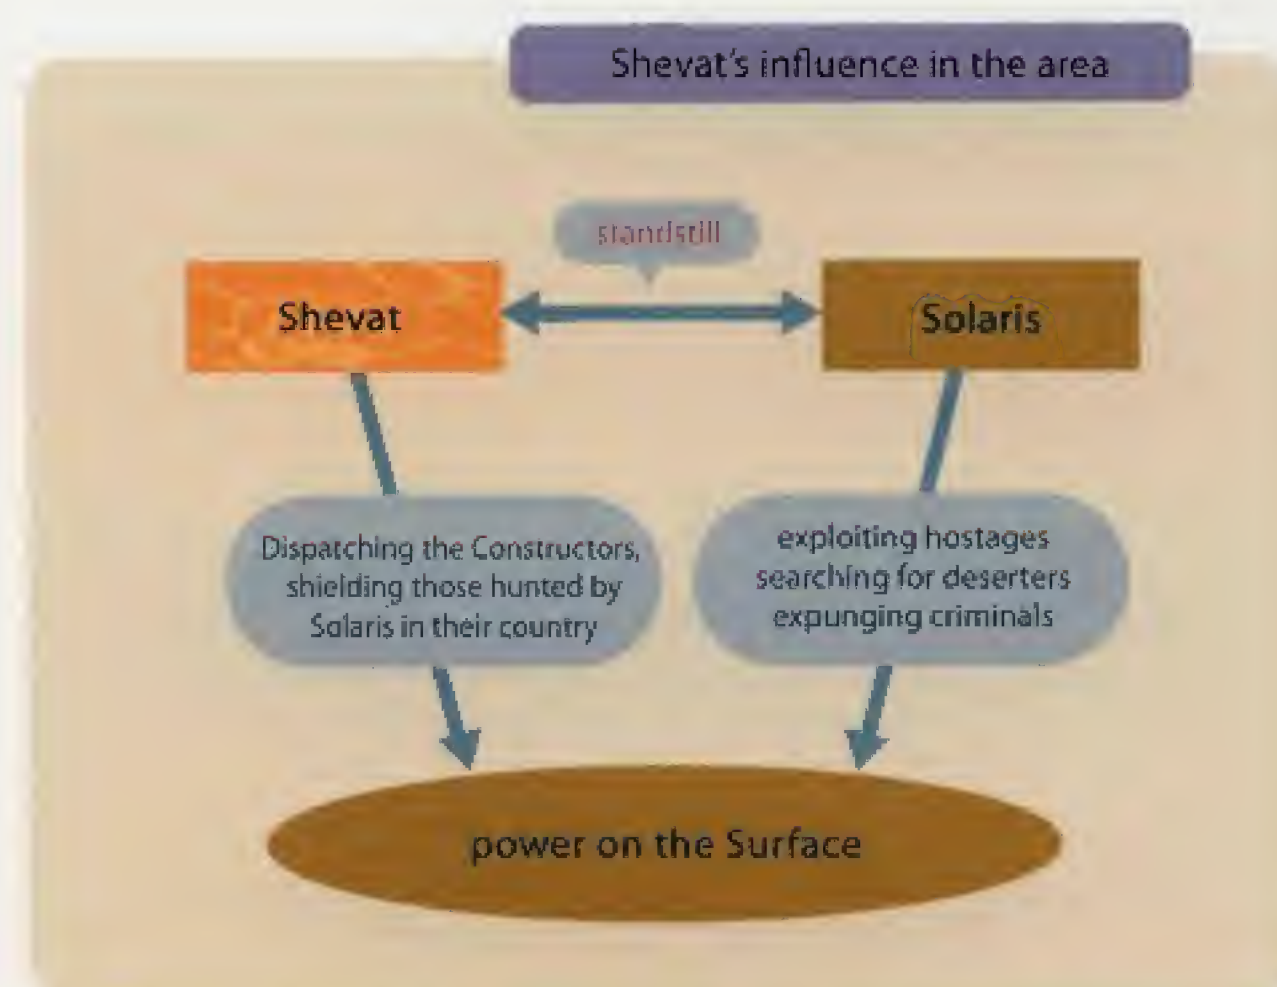 Shevat's influence in the area
standstill
Shevat
Solaris
Dispatching the Constructors,
shielding those hunted by
Solaris in their country
exploiting hostages
searching for deserters
expunging criminals
power on the Surface